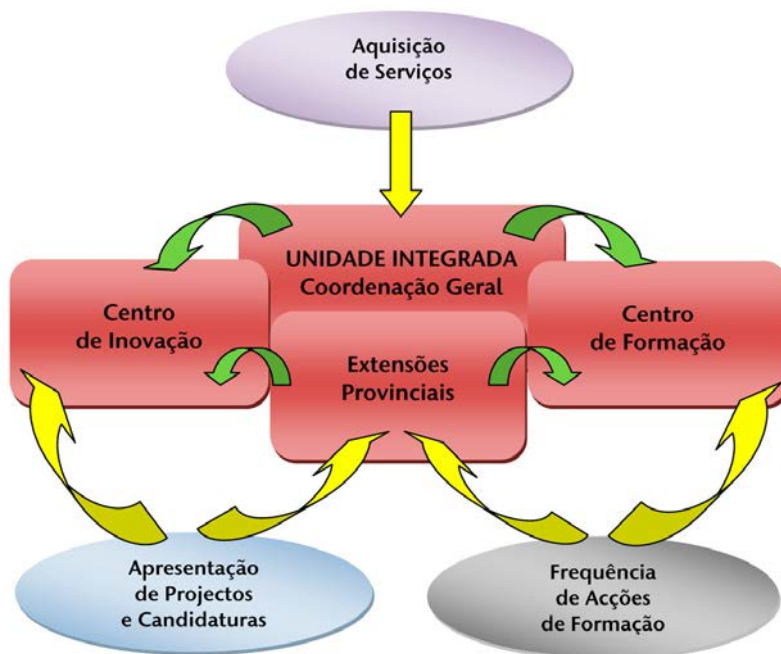 Aquisição
de Serviços
UNIDADE INTEGRADA
Coordenação Geral
Centro
de Inovação
Centro
de Formação
Extensões
Provinciais
Apresentação
de Projectos
e Candidaturas
Frequência
de Acções
de Formação